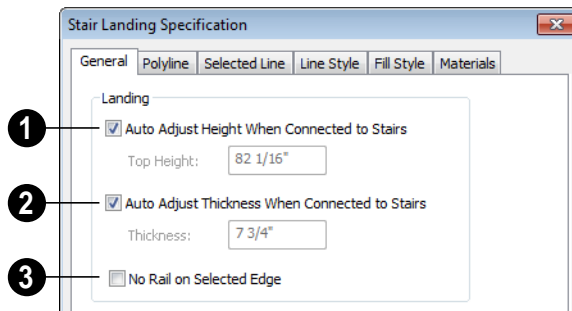 Stair Landing Specification
General Polyline Selected Line Line Style Fill Style Materials
Landing
1 Auto Adjust Height When Connected to Stairs
Top Height: 82 1/16"
2 Auto Adjust Thickness When Connected to Stairs
Thickness: 7 3/4"
3 No Rail on Selected Edge